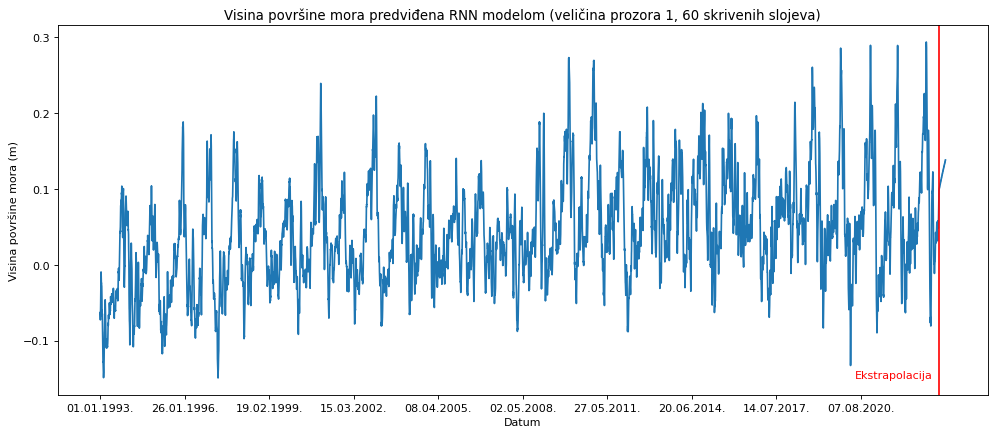 Visina površine mora predviđena RNN modelom (veličina prozora 1, 60 skrivenih slojeva)
Visina površine mora (m)
0.3
0.2
0.1
0.0
−0.1
Ekstrapolacija
01.01.1993. 26.01.1996. 19.02.1999. 15.03.2002. 08.04.2005. 02.05.2008. 27.05.2011. 20.06.2014. 14.07.2017. 07.08.2020.
Datum